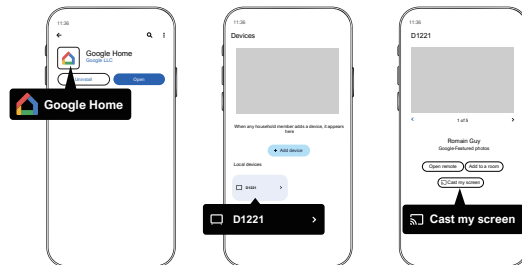 11:36
Google Home
Google LLC
Uninstall
Open
Google Home
11:36
Devices
When any household member adds a device, it appears
here
+ Add device
Local devices
D1221
D1221
11:36
D1221
1 of 5
Romain Guy
Google Featured photos
Open remote
Add to a room
Cast my screen
Cast my screen